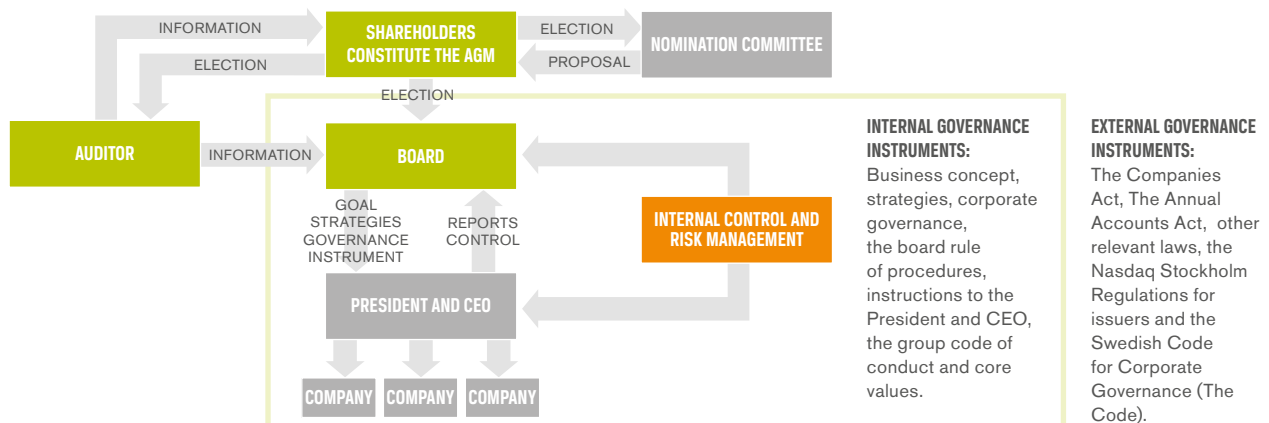 INFORMATION
SHAREHOLDERS
CONSTITUTE THE AGM
ELECTION
NOMINATION COMMITTEE
PROPOSAL
ELECTION
ELECTION
AUDITOR
INFORMATION
BOARD
GOAL
STRATEGIES
GOVERNANCE
INSTRUMENT
REPORTS
CONTROL
INTERNAL CONTROL AND
RISK MANAGEMENT
PRESIDENT AND CEO
COMPANY
COMPANY
COMPANY
INTERNAL GOVERNANCE
INSTRUMENTS:
Business concept,
strategies, corporate
governance,
the board rule
of procedures,
instructions to the
President and CEO,
the group code of
conduct and core
values.
EXTERNAL GOVERNANCE
INSTRUMENTS:
The Companies
Act, The Annual
Accounts Act, other
relevant laws, the
Nasdaq Stockholm
Regulations for
issuers and the
Swedish Code
for Corporate
Governance (The
Code).